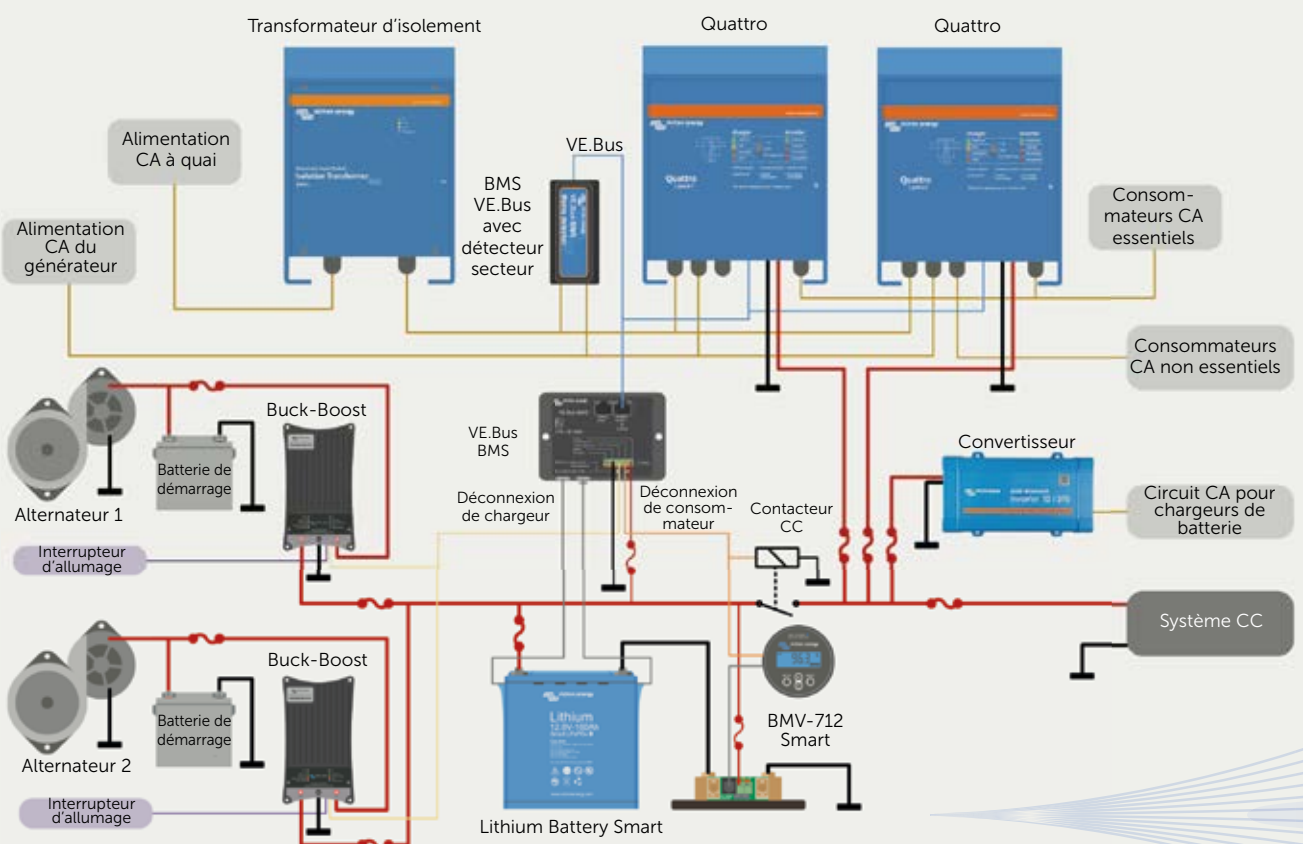 Transformateur d'isolement
Quattro
Quattro
Alimentation
CA à quai
VE.Bus
BMS
VE.Bus
avec
détecteur
secteur
Alimentation
CA du
générateur
Consom-
mateurs CA
essentiels
Consommateurs
CA non essentiels
Isolation Transformer
Quattro
Quattro
Buck-Boost
Batterie de
démarrage
Alternateur 1
Interrupteur
d'allumage
VE.Bus
BMS
Déconnexion
de chargeur
Déconnexion
de consom-
mateur
Contacteur
CC
Convertisseur
Circuit CA pour
chargeurs de
batterie
Système CC
Buck-Boost
Batterie de
démarrage
Alternateur 2
Interrupteur
d'allumage
Lithium
BMV-712
Smart
Lithium Battery Smart